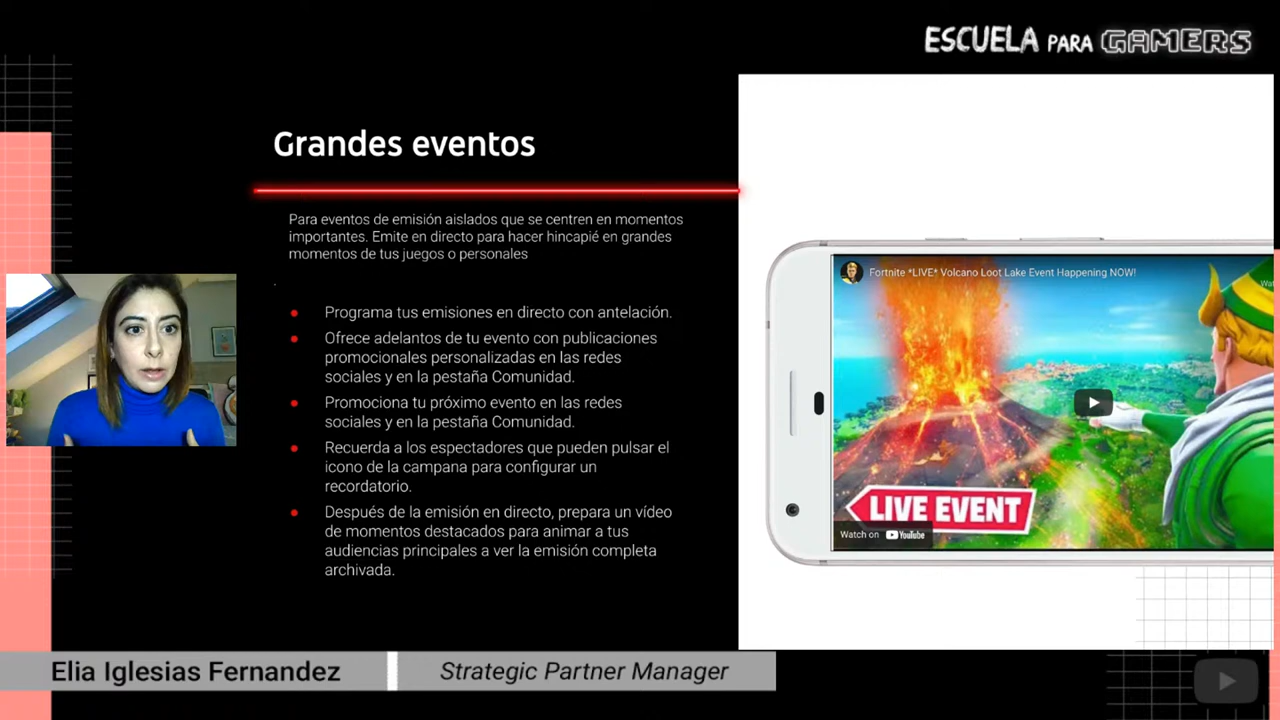 ESCUELA PARA GAMERS
Grandes eventos
Para eventos de emisión aislados que se centren en momentos
importantes. Emite en directo para hacer hincapié en grandes
momentos de tus juegos o personales
.
Programa tus emisiones en directo con antelación.
Ofrece adelantos de tu evento con publicaciones
promocionales personalizadas en las redes
sociales y en la pestaña Comunidad.
Promociona tu próximo evento en las redes
sociales y en la pestaña Comunidad.
Recuerda a los espectadores que pueden pulsar el
icono de la campana para configurar un
recordatorio.
Después de la emisión en directo, prepara un vídeo
de momentos destacados para animar a tus
audiencias principales a ver la emisión completa
archivada.
Fortnite *LIVE* Volcano Loot Lake Event Happening NOW!
LIVE EVENT
Watch on YouTube
Elia Iglesias Fernandez
Strategic Partner Manager